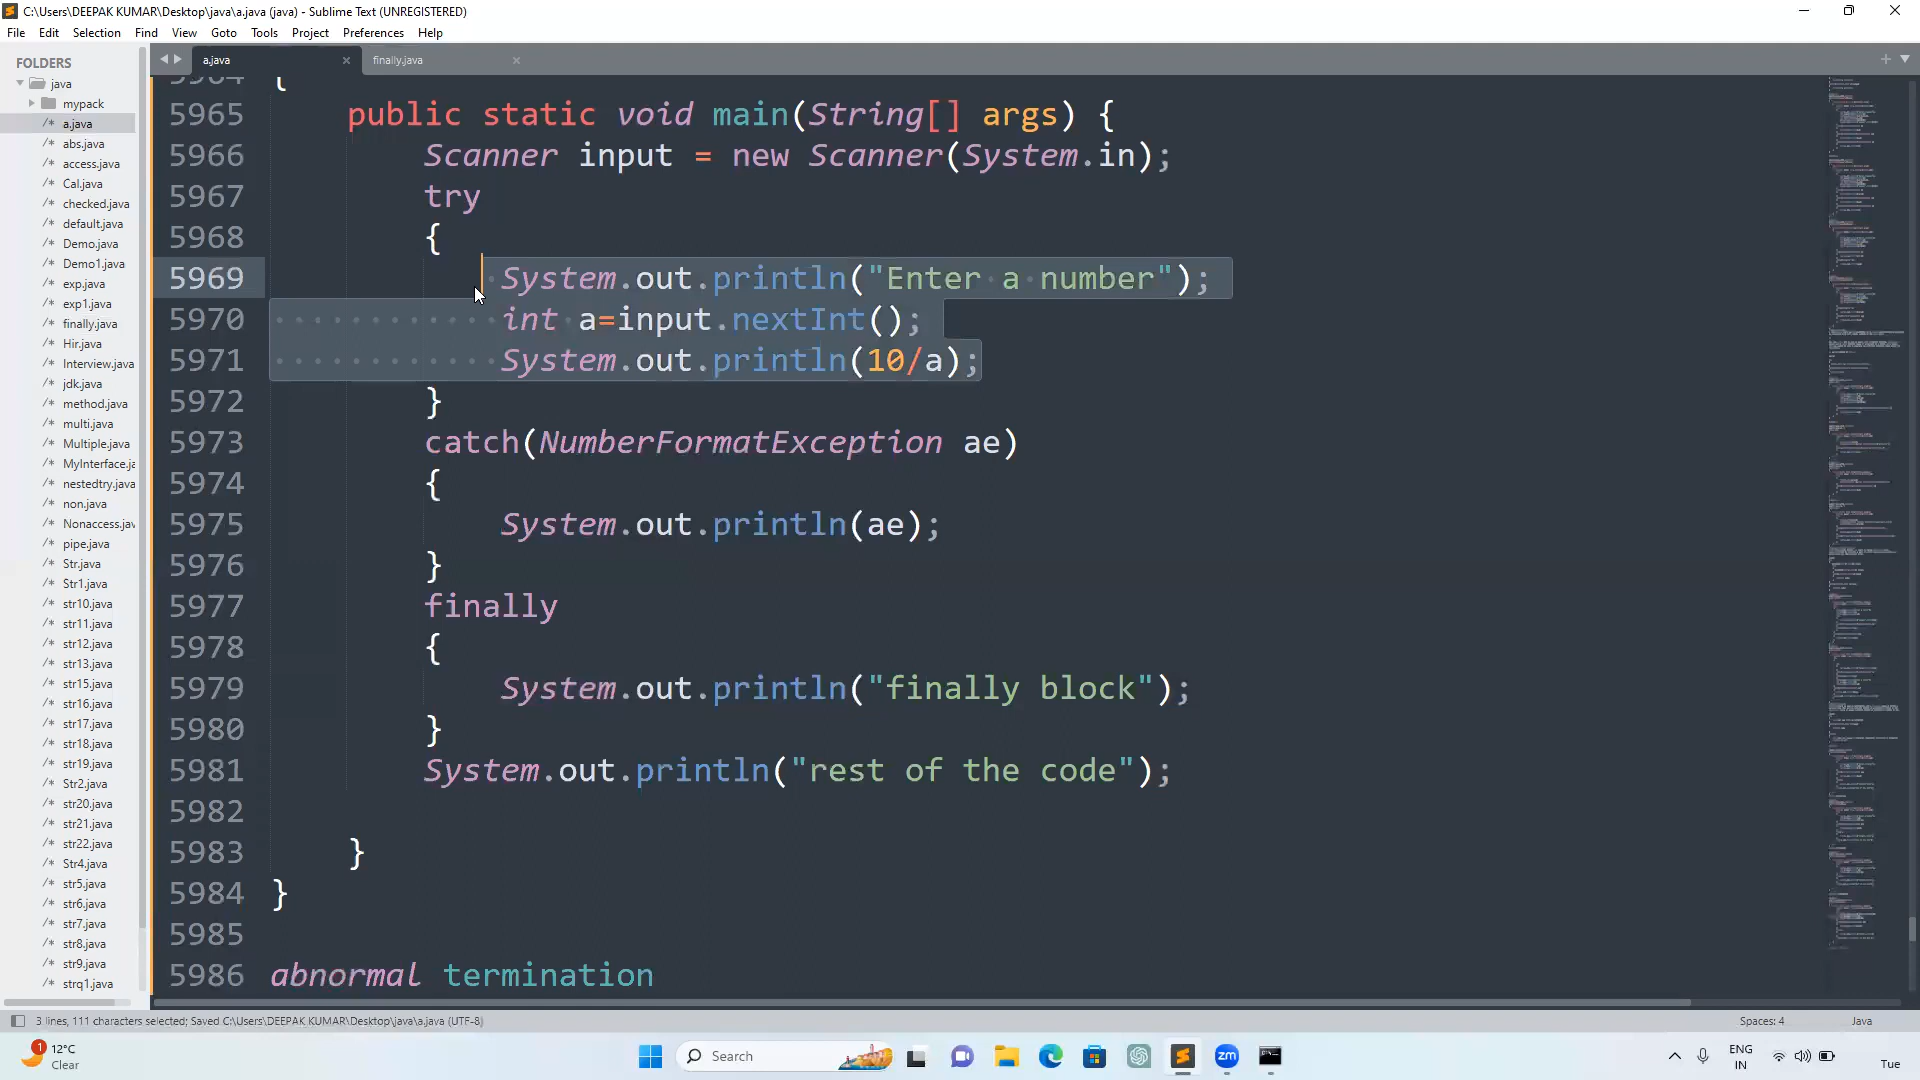 C:\Users\DEEPAK KUMAR\Desktop\java\a.java (java) - Sublime Text (UNREGISTERED)
File Edit Selection Find View Goto Tools Project Preferences Help
FOLDERS
java
mypack
/* a.java
/* abs.java
/* access.java
/* Cal.java
/* checked.java
/* default.java
/* Demo.java
/* Demo1.java
/* exp.java
/* exp1.java
/* finally.java
/* Hir.java
/* Interview.java
/* jdk.java
/* method.java
/* multi.java
/* Multiple.java
/* MyInterface.ja
/* nestedtry.java
/* non.java
/* Nonaccess.jav
/* pipe.java
/* Str.java
/* Str1.java
/* str10.java
/* str11.java
/* str12.java
/* str13.java
/* str15.java
/* str16.java
/* str17.java
/* str18.java
/* str19.java
/* Str2.java
/* str20.java
/* str21.java
/* str22.java
/* Str4.java
/* str5.java
/* str6.java
/* str7.java
/* str8.java
/* str9.java
/* strq1.java
a.java finally.java
5964 {
5965 public static void main(String[] args) {
5966 Scanner input = new Scanner(System.in);
5967 try
5968 {
5969 System.out.println("Enter a number");
5970 int a=input.nextInt();
5971 System.out.println(10/a);
5972 }
5973 catch(NumberFormatException ae)
5974 {
5975 System.out.println(ae);
5976 }
5977 finally
5978 {
5979 System.out.println("finally block");
5980 }
5981 System.out.println("rest of the code");
5982
5983 }
5984 }
5985
5986 abnormal termination
3 lines, 111 characters selected; Saved C:\Users\DEEPAK KUMAR\Desktop\java\a.java (UTF-8) Spaces: 4 Java
1
12°C
Clear
Search
zm
ENG
IN
Tue